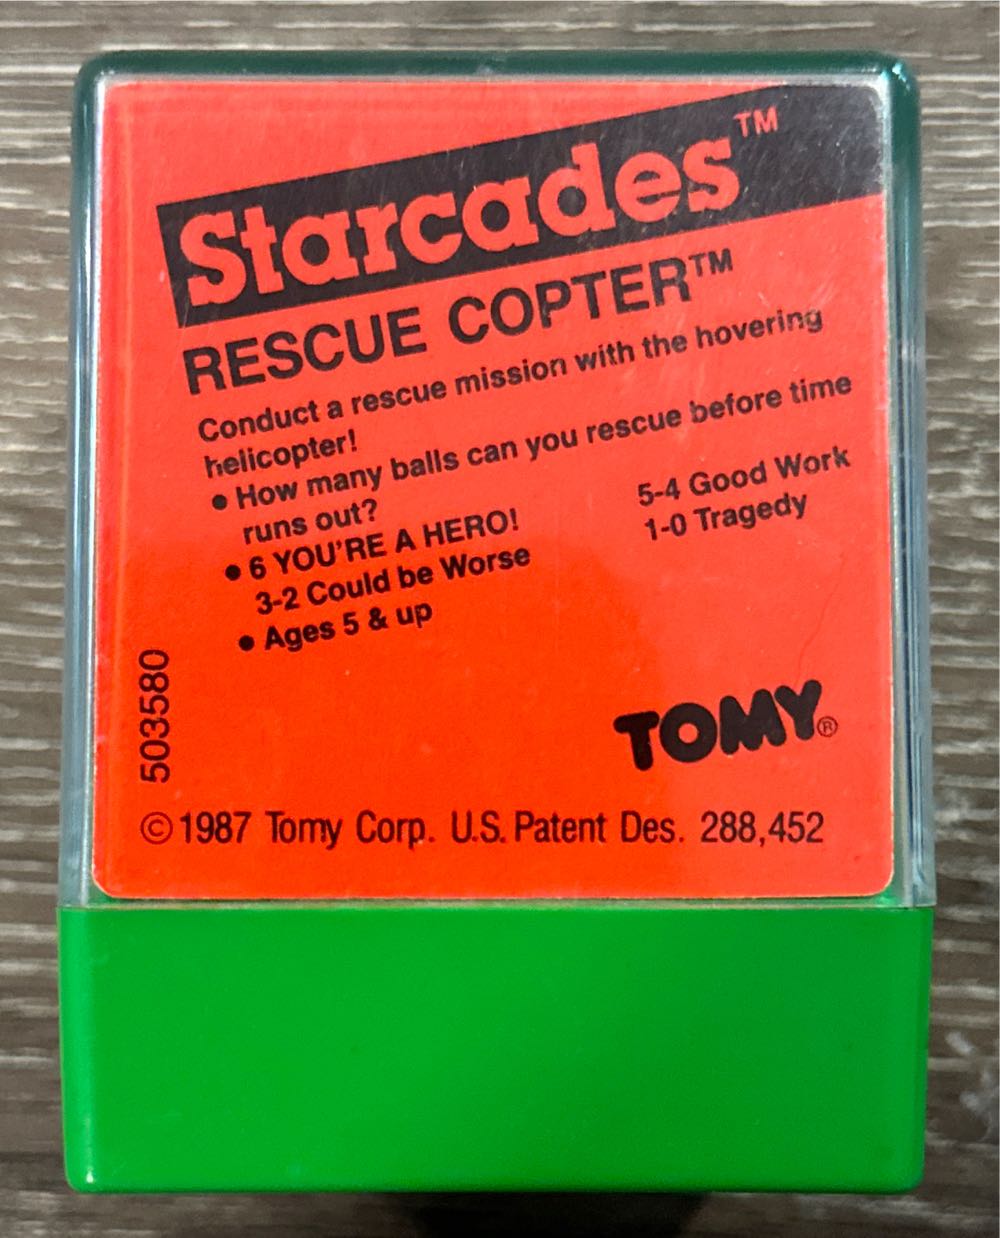 Starcades™
RESCUE COPTER™
Conduct a rescue mission with the hovering
helicopter!
• How many balls can you rescue before time
runs out?
• 6 YOU'RE A HERO! 5-4 Good Work
3-2 Could be Worse 1-0 Tragedy
• Ages 5 & up
503580
TOMY®
© 1987 Tomy Corp. U.S. Patent Des. 288,452